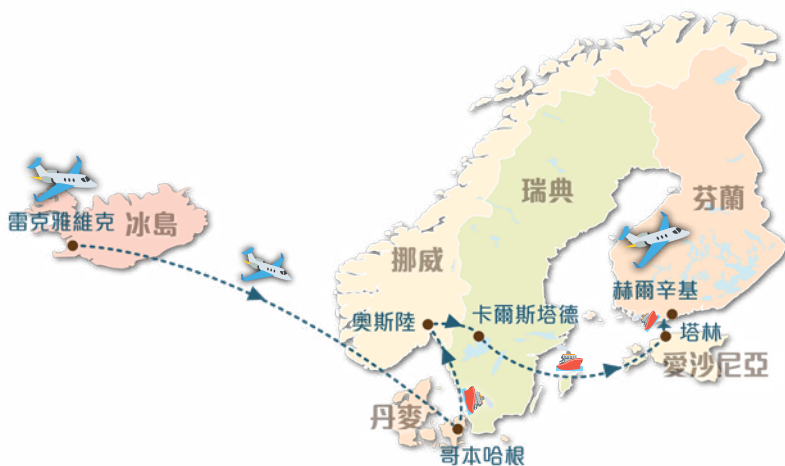 瑞典
芬蘭
雷克雅維克
冰島
挪威
赫爾辛基
奧斯陸
卡爾斯塔德
塔林
愛沙尼亞
丹麥
哥本哈根